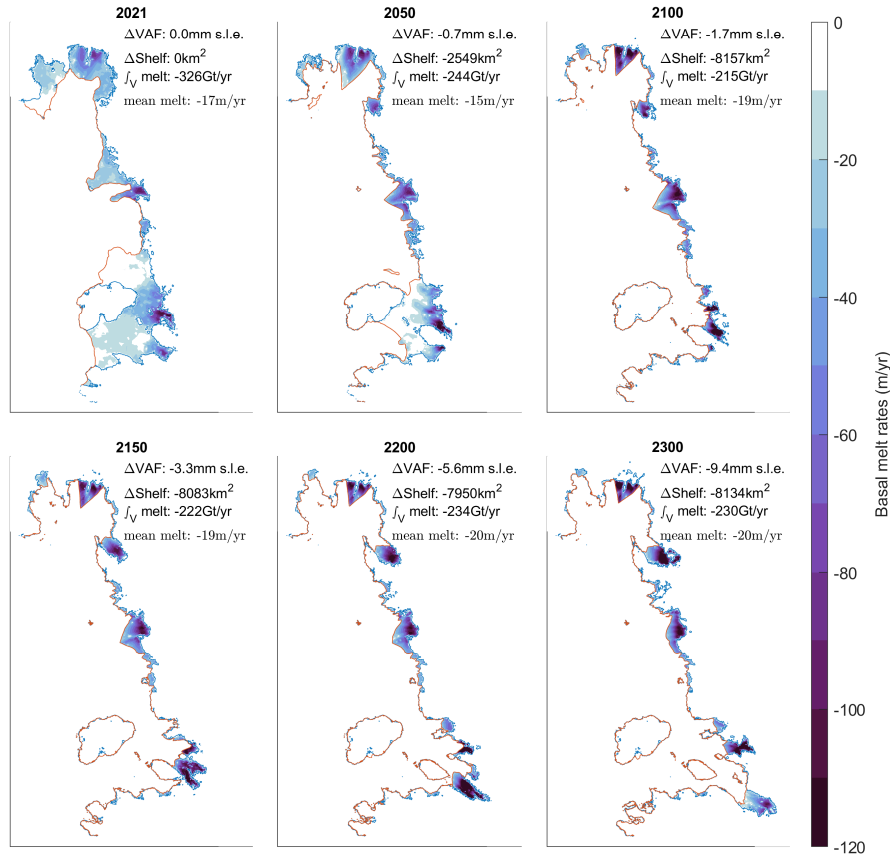 2021
ΔVAF: 0.0mm s.l.e.
ΔShelf: 0km²
∫V melt: -326Gt/yr
mean melt: -17m/yr
2050
ΔVAF: -0.7mm s.l.e.
ΔShelf: -2549km²
∫V melt: -244Gt/yr
mean melt: -15m/yr
2100
ΔVAF: -1.7mm s.l.e.
ΔShelf: -8157km²
∫V melt: -215Gt/yr
mean melt: -19m/yr
2150
ΔVAF: -3.3mm s.l.e.
ΔShelf: -8083km²
∫V melt: -222Gt/yr
mean melt: -19m/yr
2200
ΔVAF: -5.6mm s.l.e.
ΔShelf: -7950km²
∫V melt: -234Gt/yr
mean melt: -20m/yr
2300
ΔVAF: -9.4mm s.l.e.
ΔShelf: -8134km²
∫V melt: -230Gt/yr
mean melt: -20m/yr
0
-20
-40
-60
-80
-100
-120
Basal melt rates (m/yr)